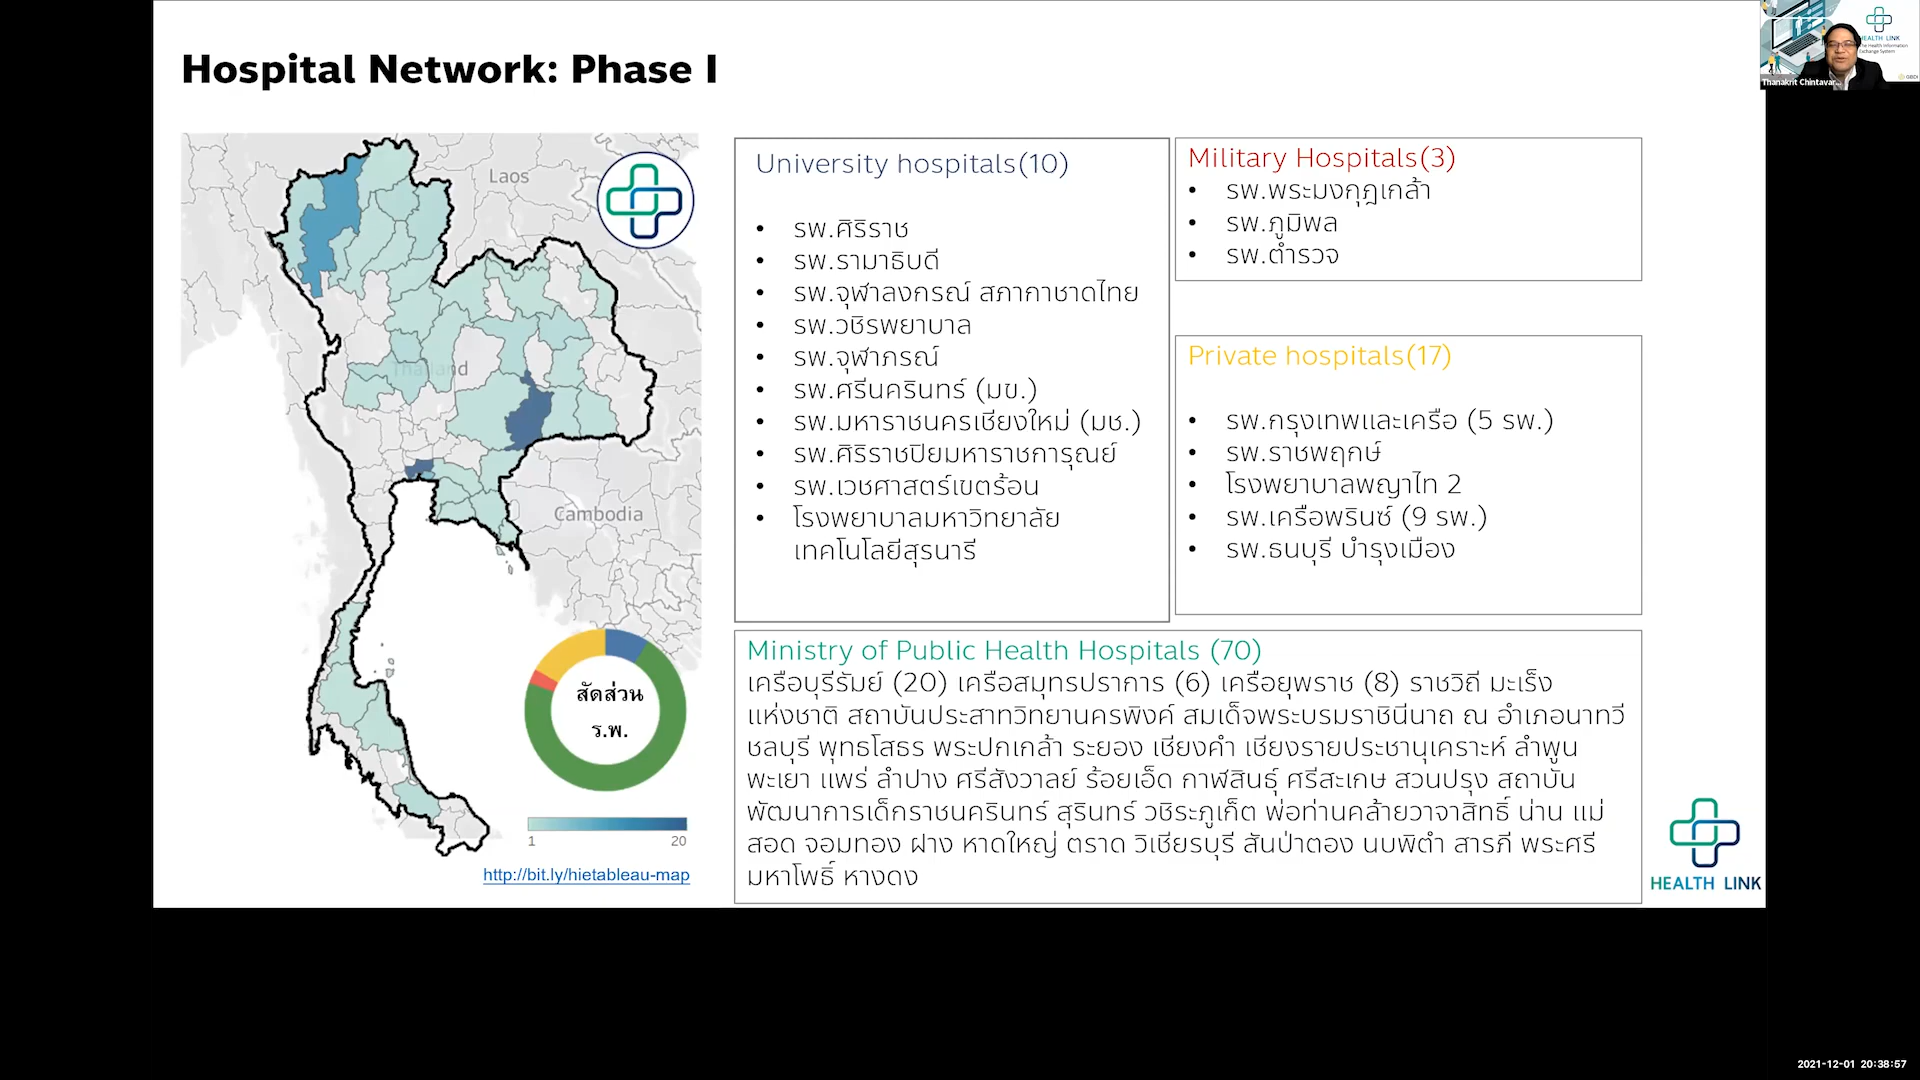 Hospital Network: Phase I
Laos
Thailand
Cambodia
สัดส่วน
ร.พ.
1
20
http://bit.ly/hietableau-map
University hospitals(10)
• รพ.ศิริราช
• รพ.รามาธิบดี
• รพ.จุฬาลงกรณ์ สภากาชาดไทย
• รพ.วชิรพยาบาล
• รพ.จุฬาภรณ์
• รพ.ศรีนครินทร์ (มข.)
• รพ.มหาราชนครเชียงใหม่ (มช.)
• รพ.ศิริราชปิยมหาราชการุณย์
• รพ.เวชศาสตร์เขตร้อน
• โรงพยาบาลมหาวิทยาลัย
เทคโนโลยีสุรนารี
Military Hospitals(3)
• รพ.พระมงกุฎเกล้า
• รพ.ภูมิพล
• รพ.ตำรวจ
Private hospitals(17)
• รพ.กรุงเทพและเครือ (5 รพ.)
• รพ.ราชพฤกษ์
• โรงพยาบาลพญาไท 2
• รพ.เครือพรินซ์ (9 รพ.)
• รพ.ธนบุรี บำรุงเมือง
Ministry of Public Health Hospitals (70)
เครือบุรีรัมย์ (20) เครือสมุทรปราการ (6) เครือยุพราช (8) ราชวิถี มะเร็ง
แห่งชาติ สถาบันประสาทวิทยานครพิงค์ สมเด็จพระบรมราชินีนาถ ณ อำเภอนาทวี
ชลบุรี พุทธโสธร พระปกเกล้า ระยอง เชียงคำ เชียงรายประชานุเคราะห์ ลำพูน
พะเยา แพร่ ลำปาง ศรีสังวาลย์ ร้อยเอ็ด กาฬสินธุ์ ศรีสะเกษ สวนปรุง สถาบัน
พัฒนาการเด็กราชนครินทร์ สุรินทร์ วชิระภูเก็ต พ่อท่านคล้ายวาจาสิทธิ์ น่าน แม่
สอด จอมทอง ฝาง หาดใหญ่ ตราด วิเชียรบุรี สันป่าตอง นบพิตำ สารภี พระศรี
มหาโพธิ์ หางดง
HEALTH LINK
HEALTH LINK
The Health Information
Exchange System
GBDI
Thanakrit Chintavar...
2021-12-01 20:38:57